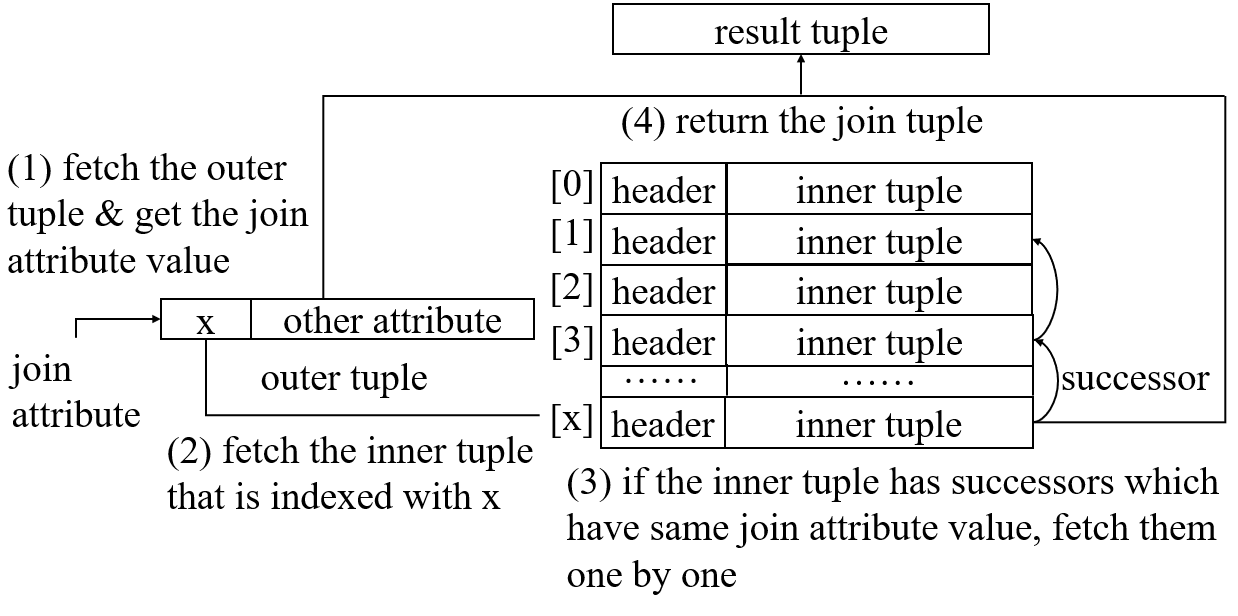 result tuple
(4) return the join tuple
(1) fetch the outer
tuple & get the join
attribute value
[0] header inner tuple
[1] header inner tuple
[2] header inner tuple
x other attribute
[3] header inner tuple
join
attribute
outer tuple
...... ......
successor
[x] header inner tuple
(2) fetch the inner tuple
that is indexed with x
(3) if the inner tuple has successors which
have same join attribute value, fetch them
one by one